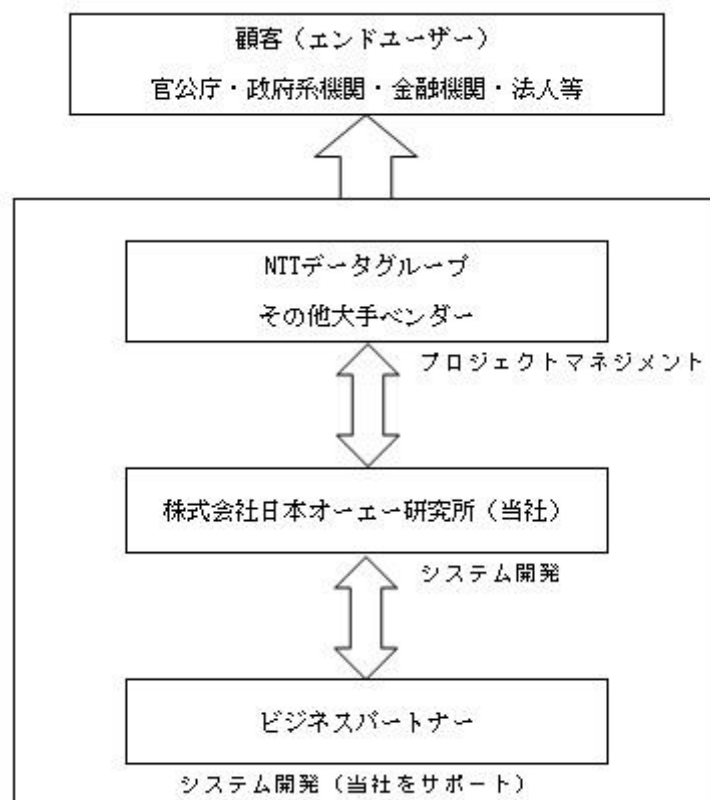 顧客（エンドユーザー）
官公庁・政府系機関・金融機関・法人等
NTTデータグループ
その他大手ベンダー
プロジェクトマネジメント
株式会社日本オーエー研究所（当社）
システム開発
ビジネスパートナー
システム開発（当社をサポート）